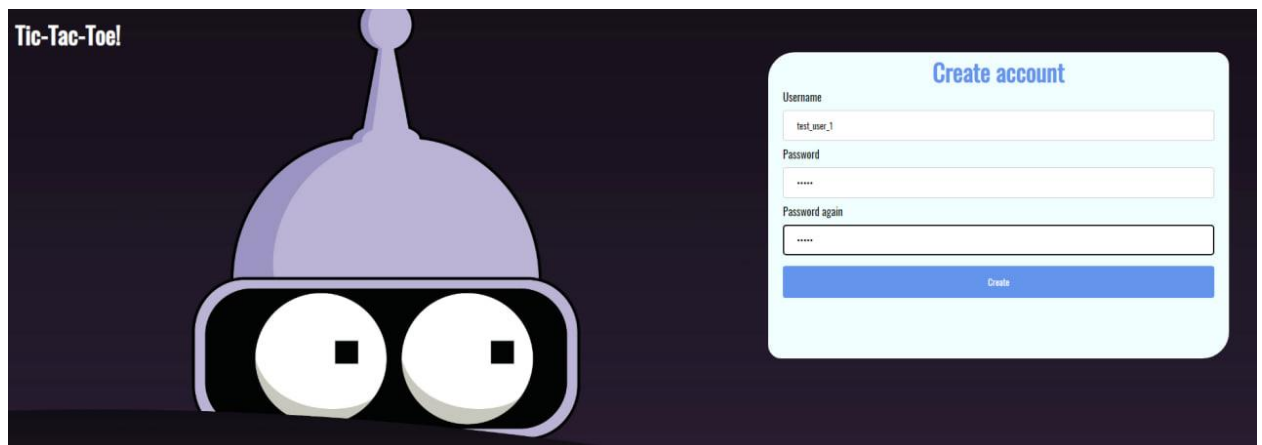 Tic-Tac-Toe!
Create account
Username
test_user_1
Password
•••••
Password again
•••••
Create